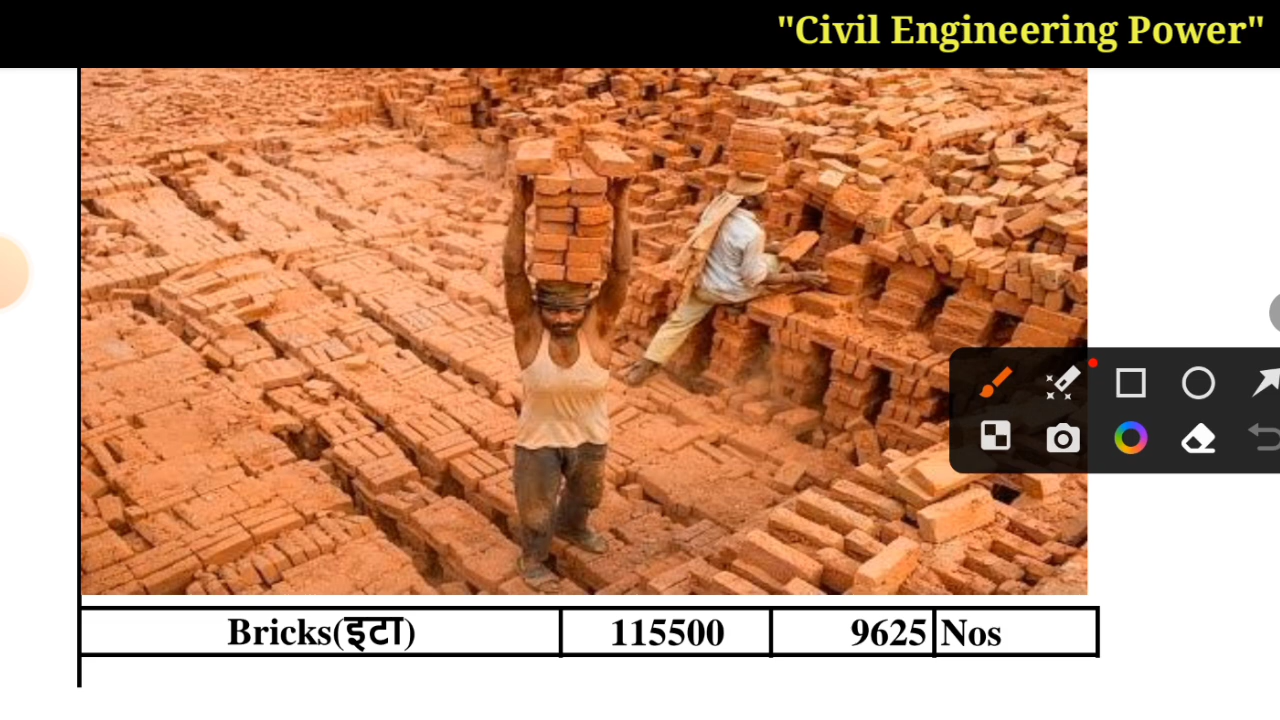 "Civil Engineering Power"
Bricks(इटा) 115500 9625 Nos